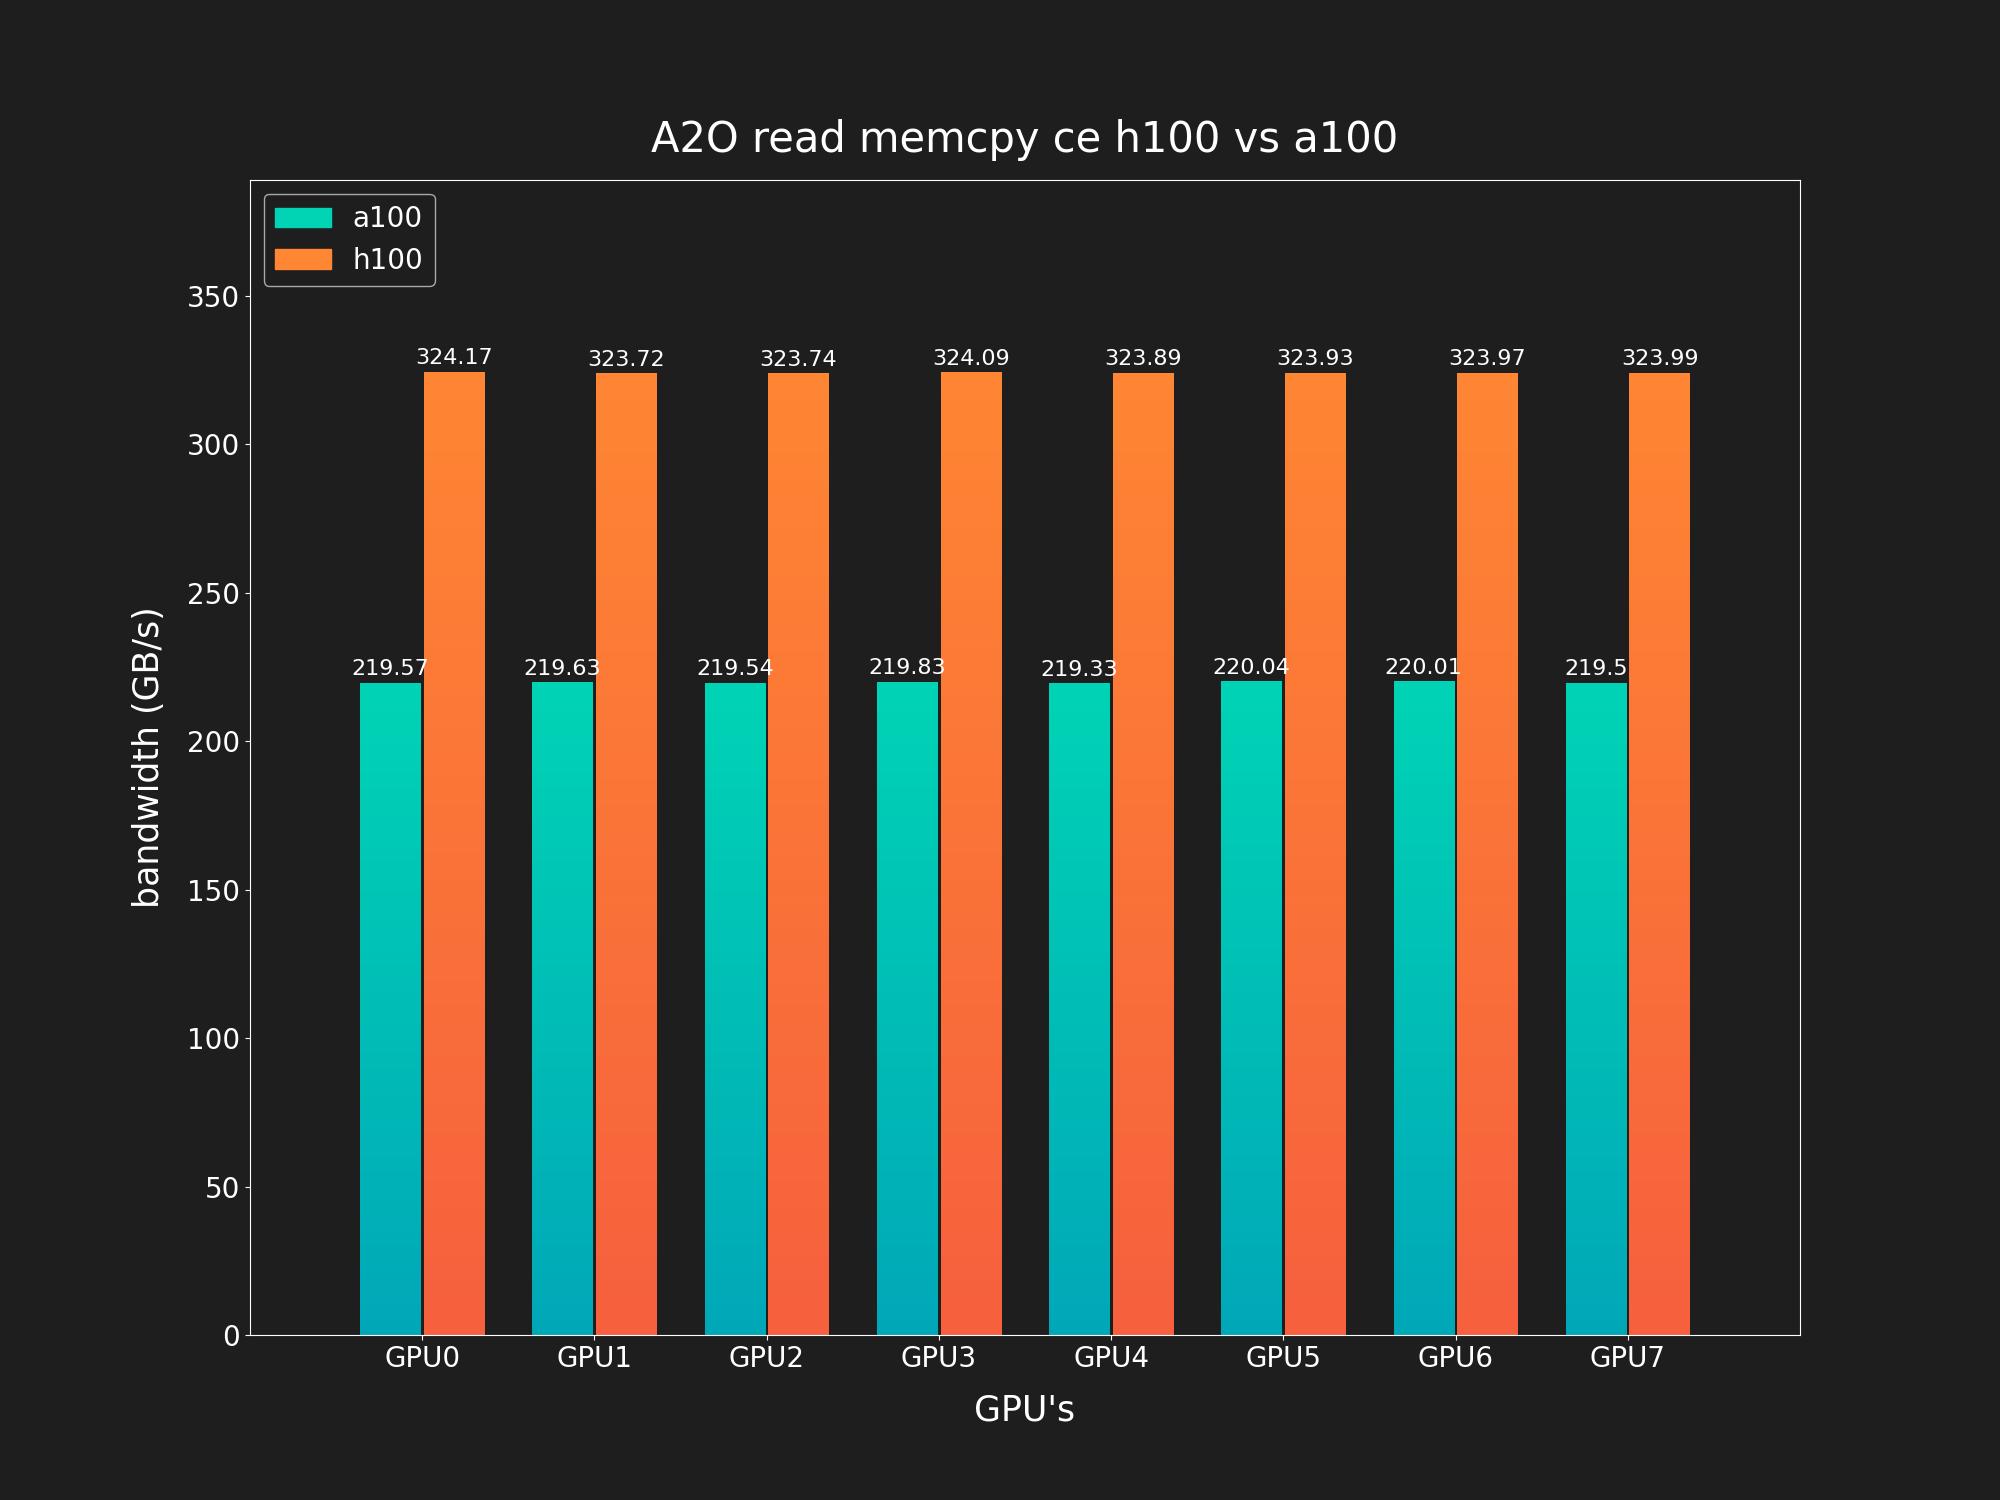 A2O read memcpy ce h100 vs a100
a100
h100
350
300
250
200
150
100
50
0
bandwidth (GB/s)
324.17
323.72
323.74
324.09
323.89
323.93
323.97
323.99
219.57
219.63
219.54
219.83
219.33
220.04
220.01
219.5
GPU0
GPU1
GPU2
GPU3
GPU4
GPU5
GPU6
GPU7
GPU's